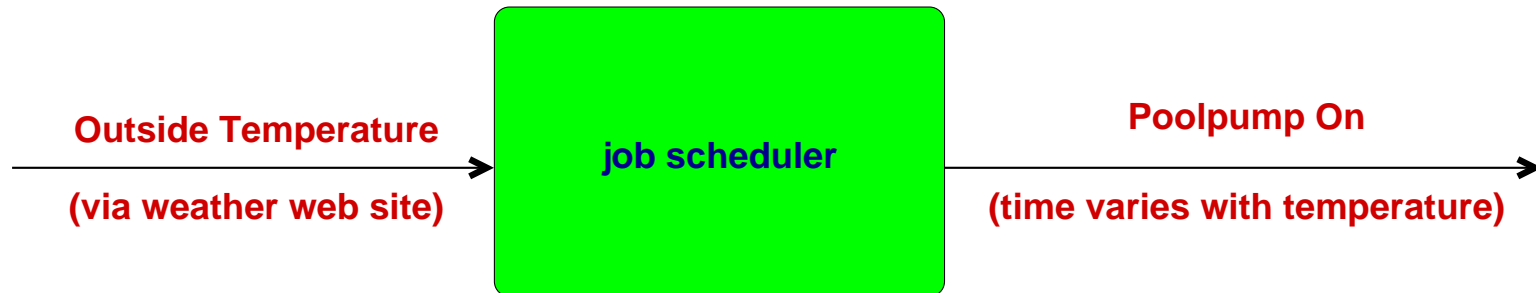 Outside Temperature
(via weather web site)
job scheduler
Poolpump On
(time varies with temperature)